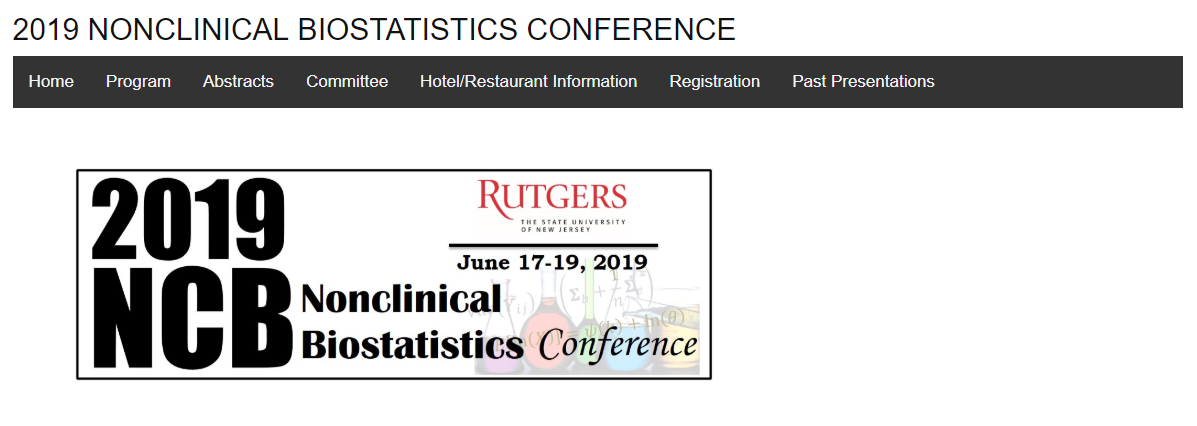 2019 NONCLINICAL BIOSTATISTICS CONFERENCE
Home Program Abstracts Committee Hotel/Restaurant Information Registration Past Presentations
2019
NCB
RUTGERS
THE STATE UNIVERSITY
OF NEW JERSEY
June 17-19, 2019
Nonclinical
Biostatistics Conference